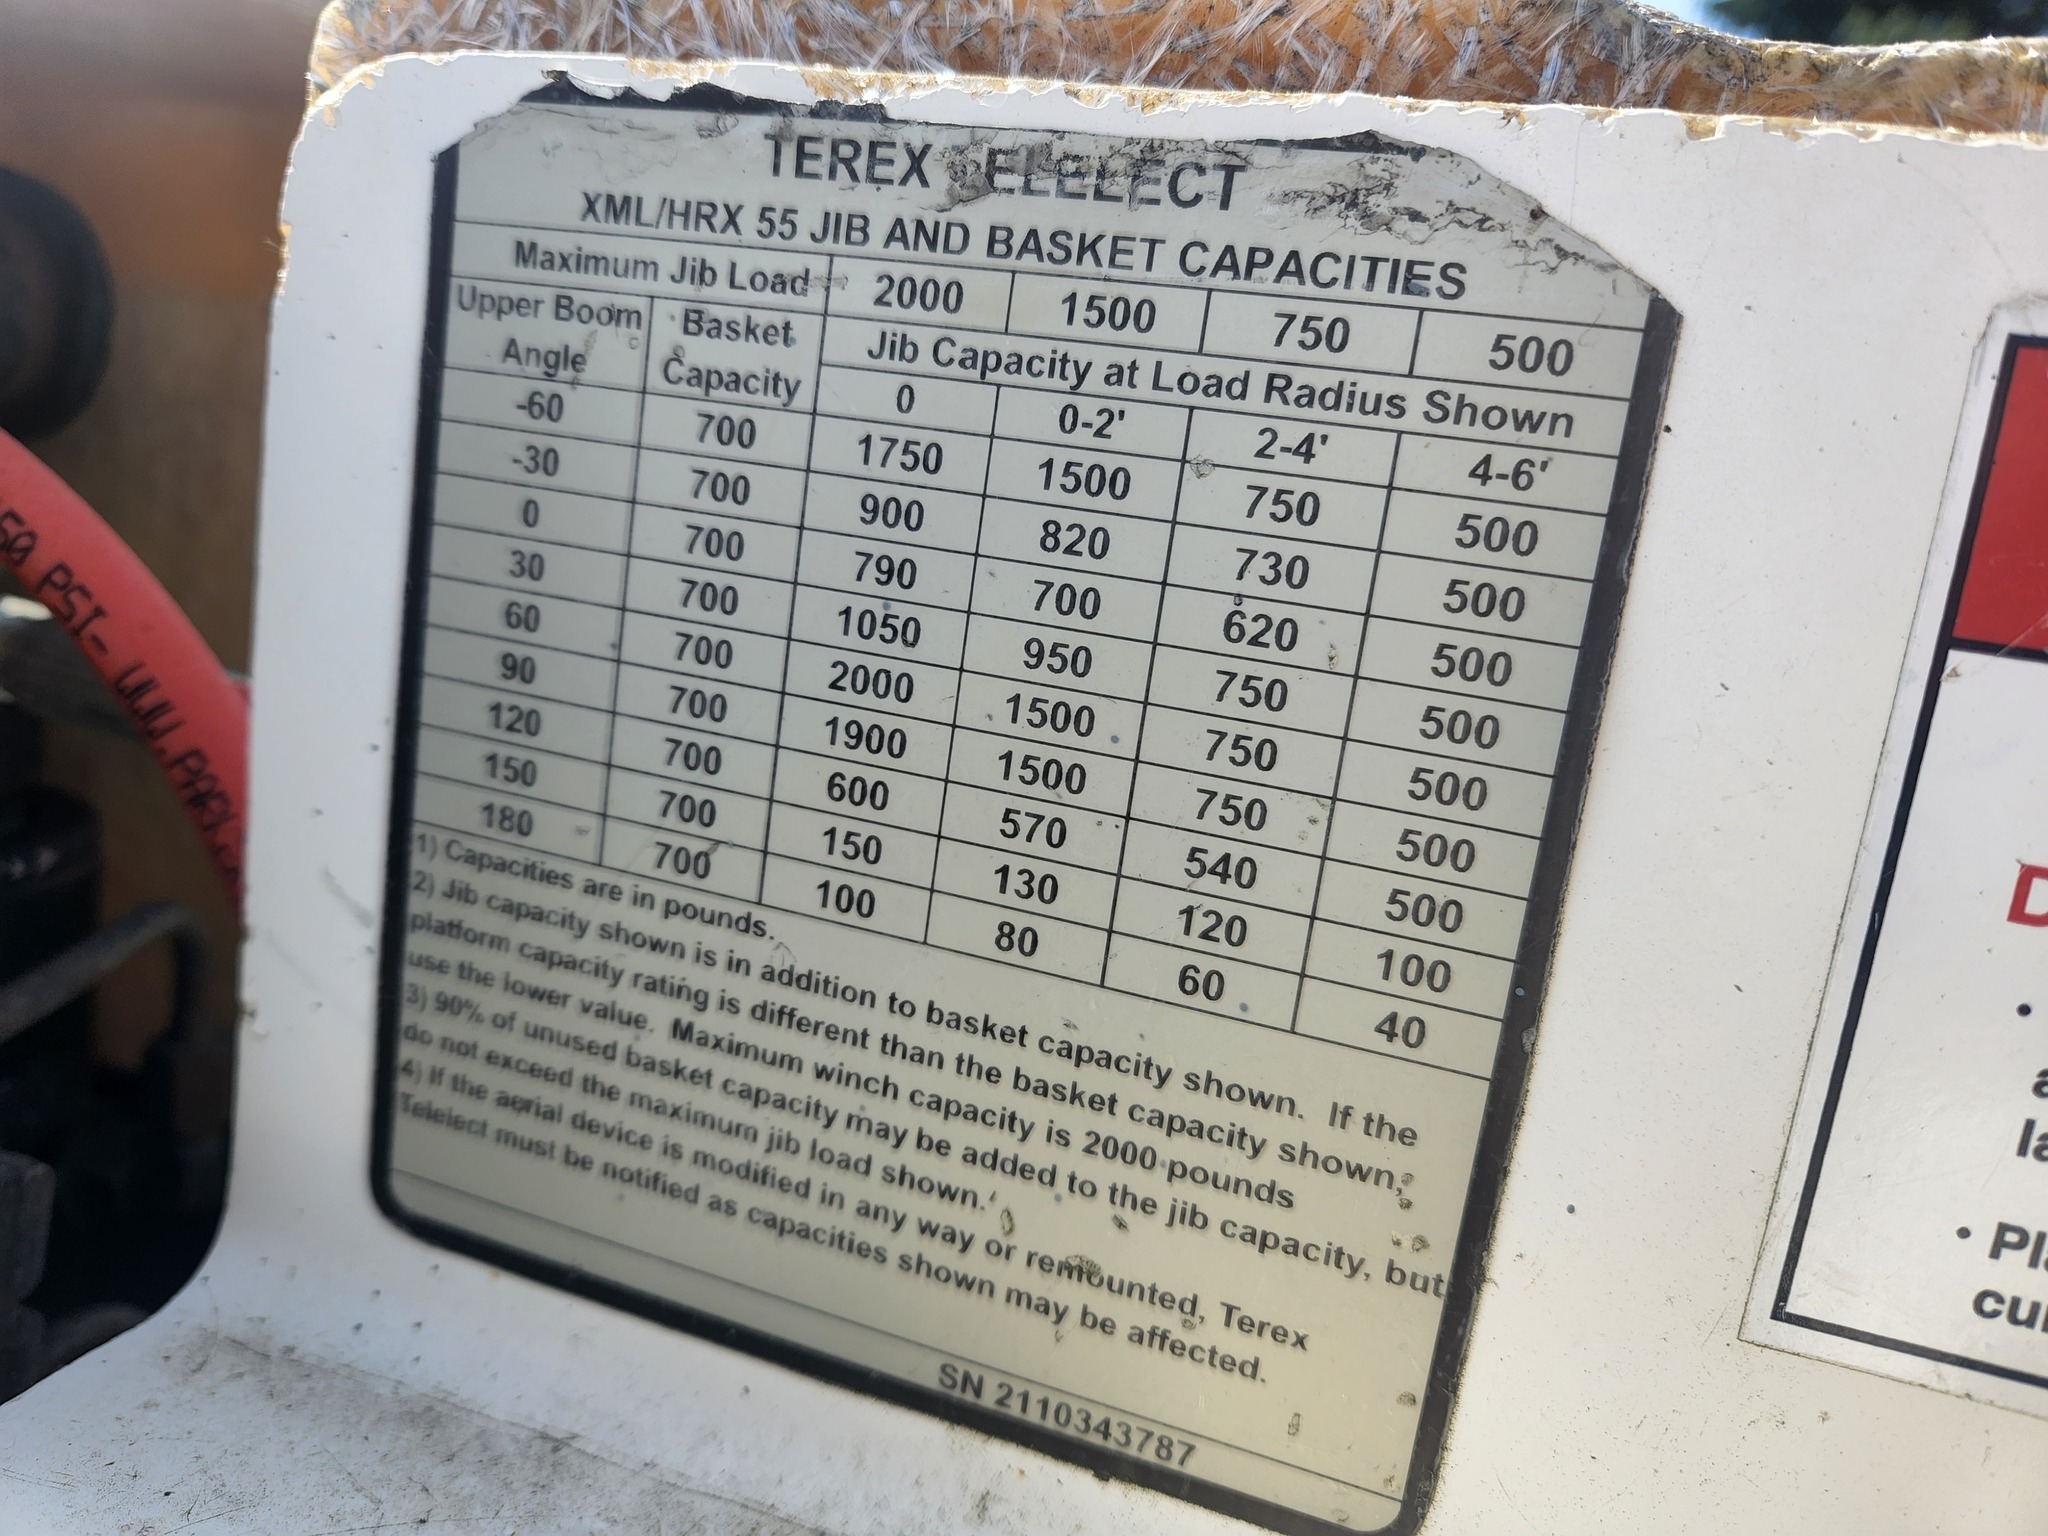 TEREX TELELECT
XML/HRX 55 JIB AND BASKET CAPACITIES
Maximum Jib Load 2000 1500 750 500
Upper Boom Angle Basket Capacity Jib Capacity at Load Radius Shown
0 0-2' 2-4' 4-6'
-60 700 1750 1500 750 500
-30 700 900 820 730 500
0 700 790 700 620 500
30 700 1050 950 750 500
60 700 2000 1500 750 500
90 700 1900 1500 750 500
120 700 600 570 540 500
150 700 150 130 120 100
180 700 100 80 60 40
1) Capacities are in pounds.
2) Jib capacity shown is in addition to basket capacity shown. If the
platform capacity rating is different than the basket capacity shown,
use the lower value. Maximum winch capacity is 2000 pounds
3) 90% of unused basket capacity may be added to the jib capacity, but
do not exceed the maximum jib load shown.
4) If the aerial device is modified in any way or remounted, Terex
Telelect must be notified as capacities shown may be affected.
SN 2110343787
50 PSI- WWW.PARK